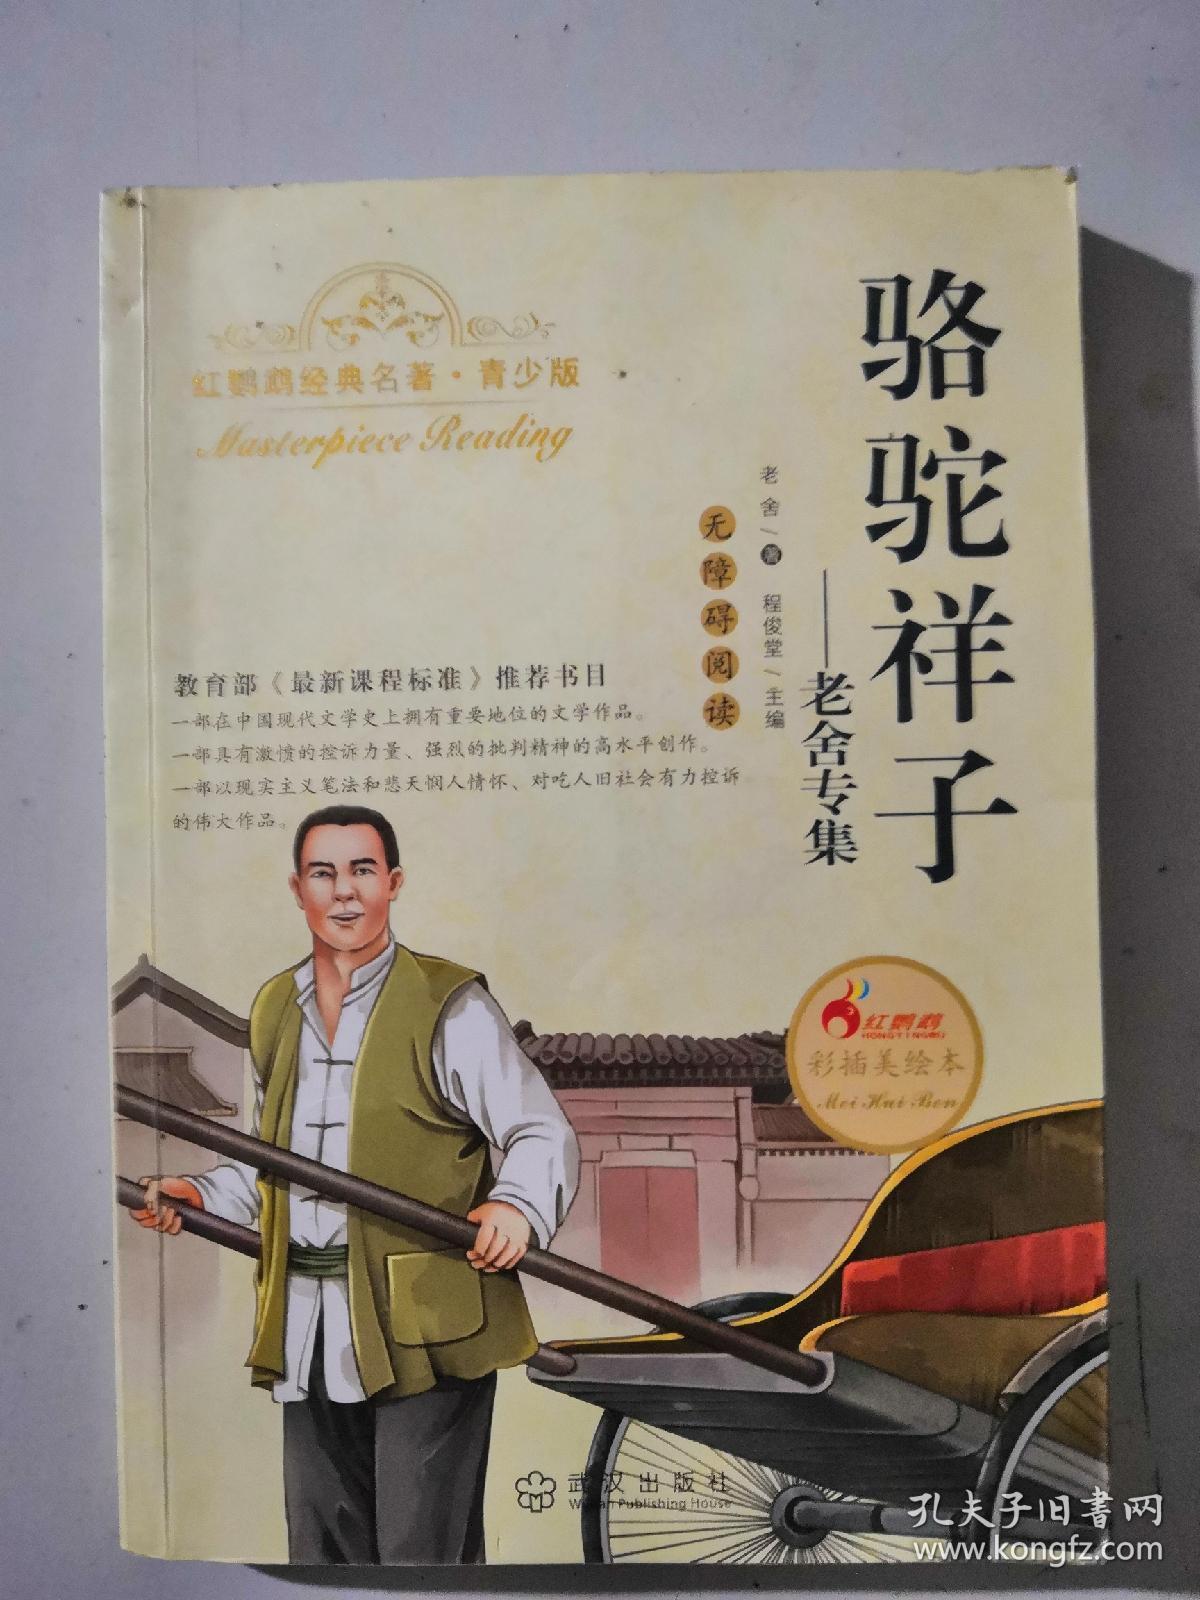 红鹦鹉经典名著·青少版
Masterpiece Reading
骆驼祥子
——老舍专集
老舍/著 程俊堂/主编
无障碍阅读
教育部《最新课程标准》推荐书目
一部在中国现代文学史上拥有重要地位的文学作品。
一部具有激愤的控诉力量、强烈的批判精神的高水平创作。
一部以现实主义笔法和悲天悯人情怀、对吃人旧社会有力控诉
的伟大作品。
红鹦鹉
HONGYINGWU
彩插美绘本
Mei Hui Ben
武汉出版社
Wuhan Publishing House
孔夫子旧書网
www.kongfz.com